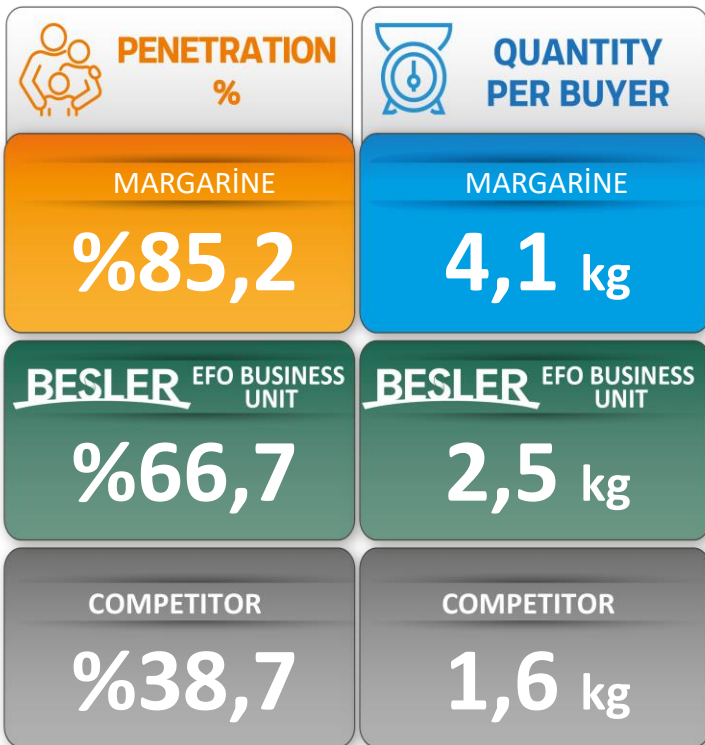 PENETRATION
%
QUANTITY
PER BUYER
MARGARİNE
%85,2
MARGARİNE
4,1 kg
BESLER EFO BUSINESS
UNIT
%66,7
BESLER EFO BUSINESS
UNIT
2,5 kg
COMPETITOR
%38,7
COMPETITOR
1,6 kg